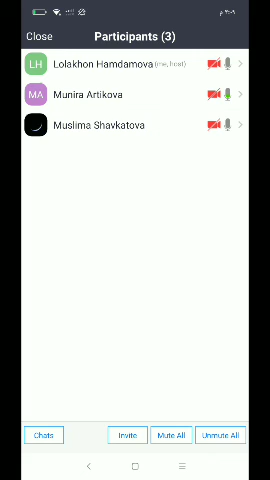 Close Participants (3)
LH Lolakhon Hamdamova (me, host)
MA Munira Artikova
Muslima Shavkatova
Chats Invite Mute All Unmute All